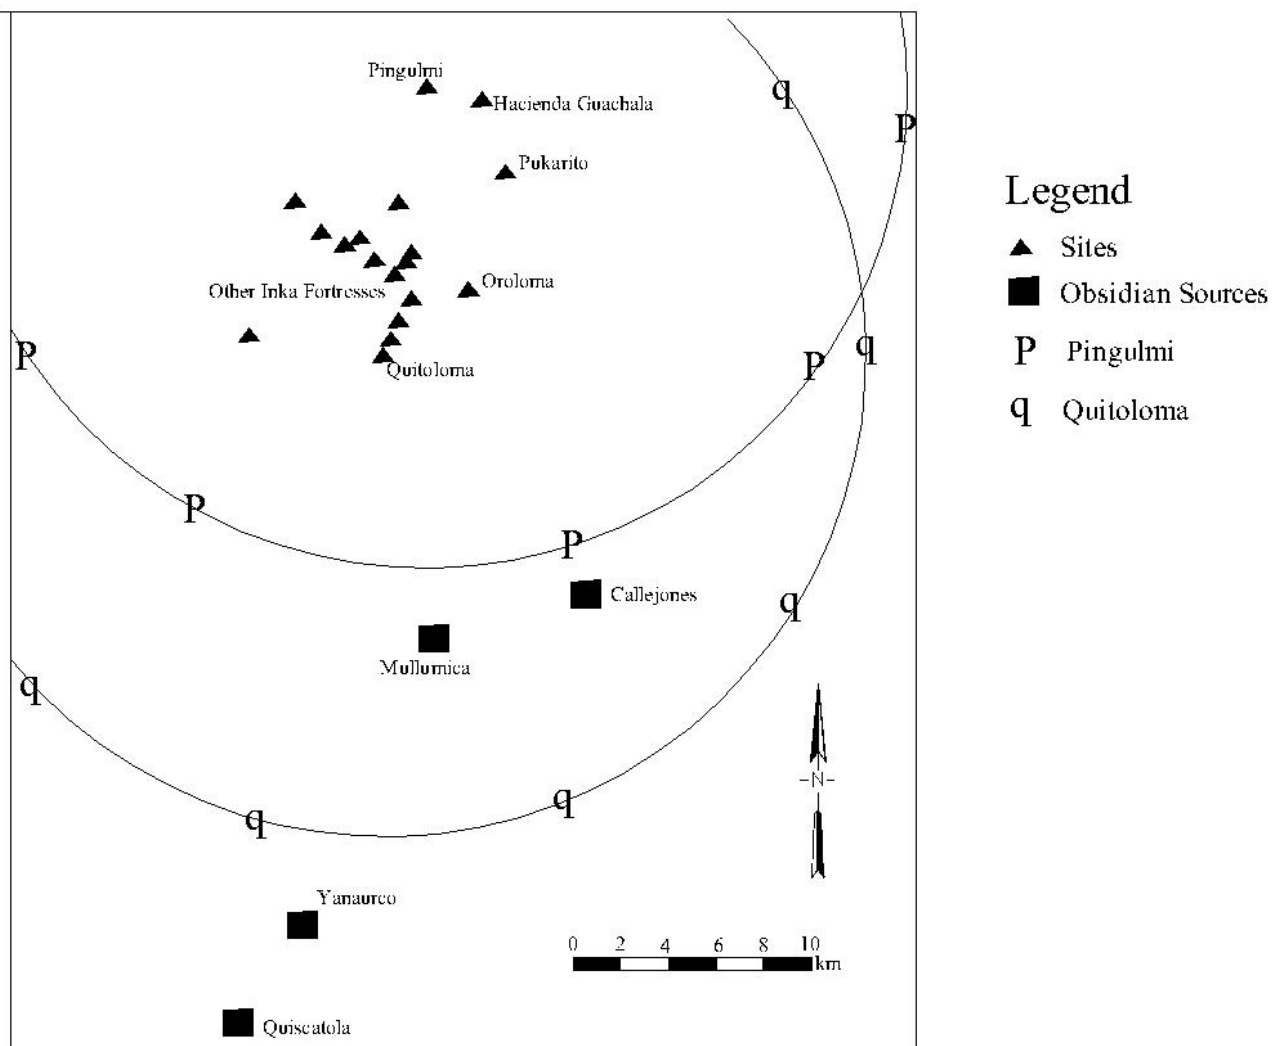 Pingulmi
Hacienda Guachala
Pukarito
Oroloma
Other Inka Fortresses
Quitoloma
P
P
P
P
P
q
q
q
q
q
q
Callejones
Mullumica
Yanaurco
Quiscatola
-N-
0 2 4 6 8 10
km
Legend
Sites
Obsidian Sources
P Pingulmi
q Quitoloma